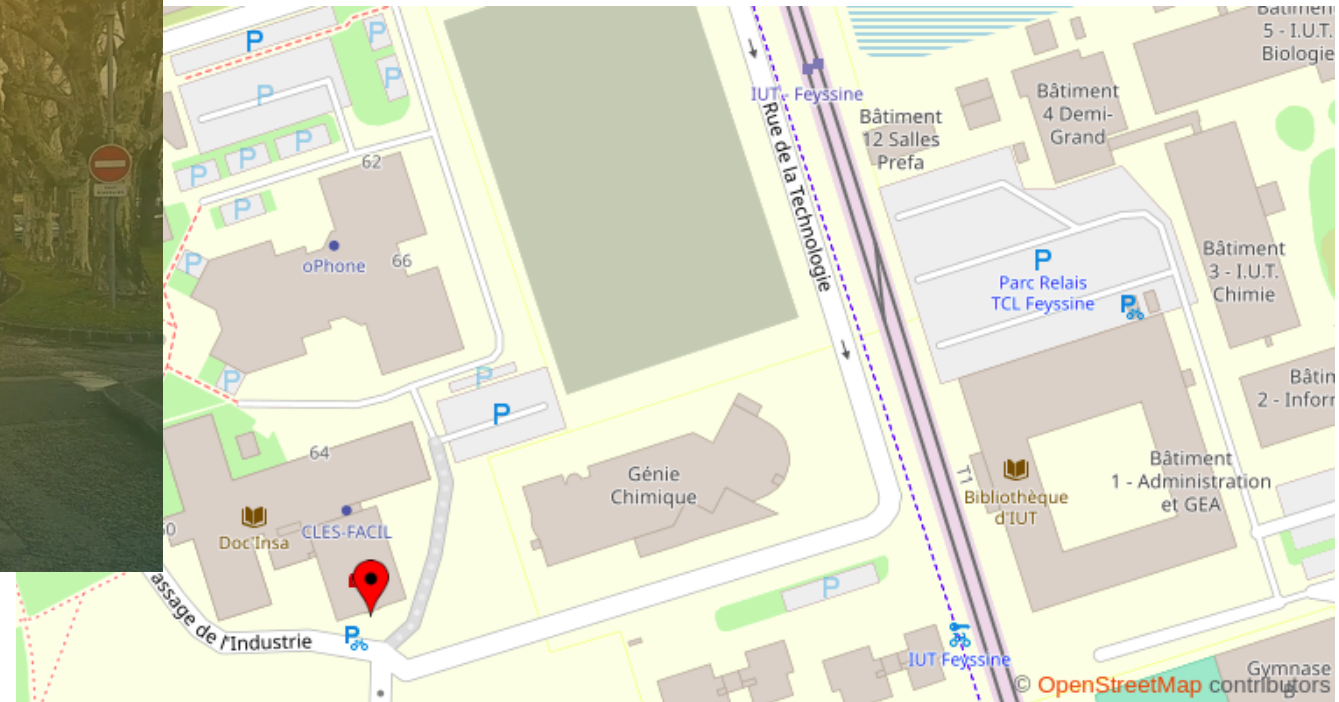 P
P
P
P
P
P
P
P
62
P
oPhone
66
P
P
P
64
60
Doc'Insa
CLES-FACIL
assage de l'Industrie
P
Génie
Chimique
P
Rue de la Technologie
IUT - Feyssine
T1
IUT Feyssine
Bâtiment
12 Salles
Prefa
Bâtiment
4 Demi-
Grand
Bâtiment
5 - I.U.T.
Biologie
P
Parc Relais
TCL Feyssine
P
Bâtiment
3 - I.U.T.
Chimie
Bibliothèque
d'IUT
Bâtiment
1 - Administration
et GEA
Bâtim
2 - Inform
Gymnase
B
© OpenStreetMap contributors